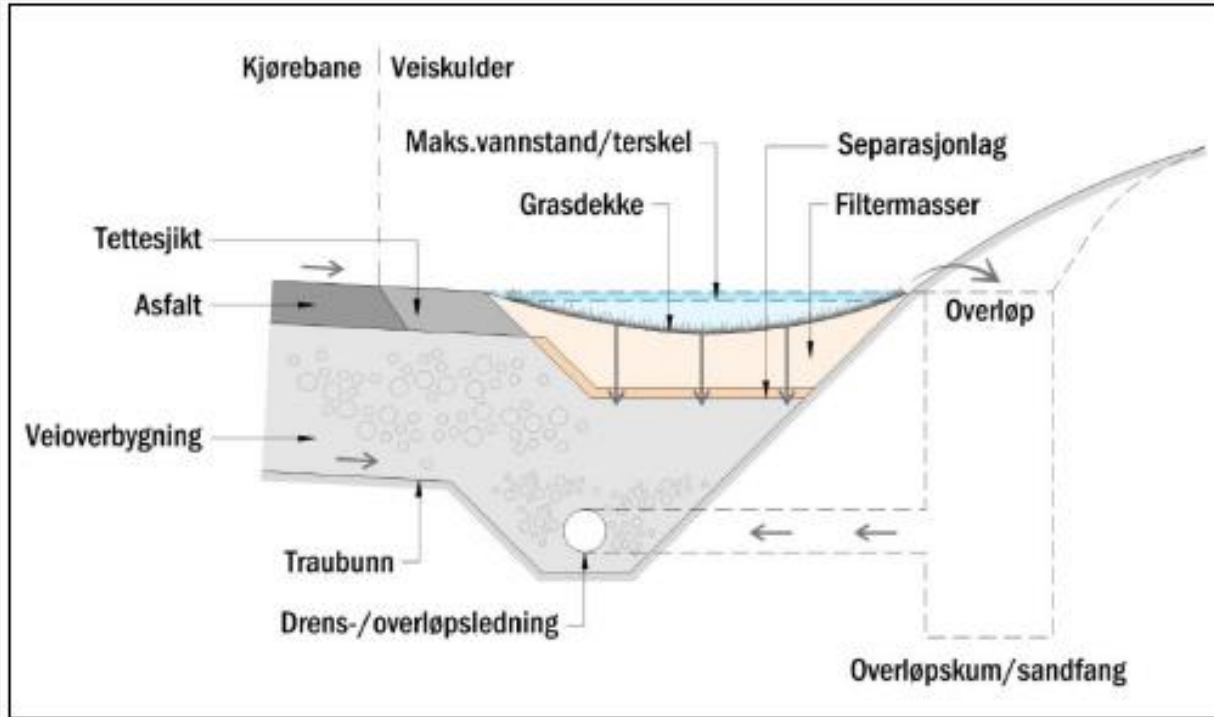 Kjørebane
Veiskulder
Maks.vannstand/terskel
Separasjonlag
Grasdekke
Filtermasser
Tettesjikt
Asfalt
Overløp
Veioverbygning
Traubunn
Drens-/overløpsledning
Overløpskum/sandfang